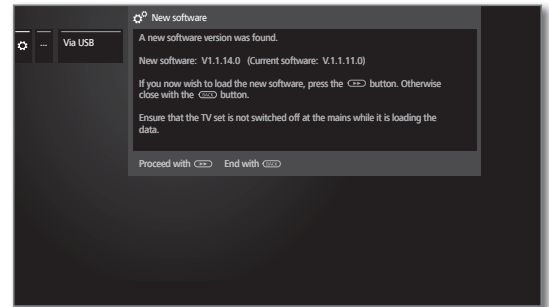 New software
... Via USB
A new software version was found.
New software: V1.1.14.0 (Current software: V.1.1.11.0)
If you now wish to load the new software, press the ▶▶ button. Otherwise
close with the BACK button.
Ensure that the TV set is not switched off at the mains while it is loading the
data.
Proceed with ▶▶ End with BACK